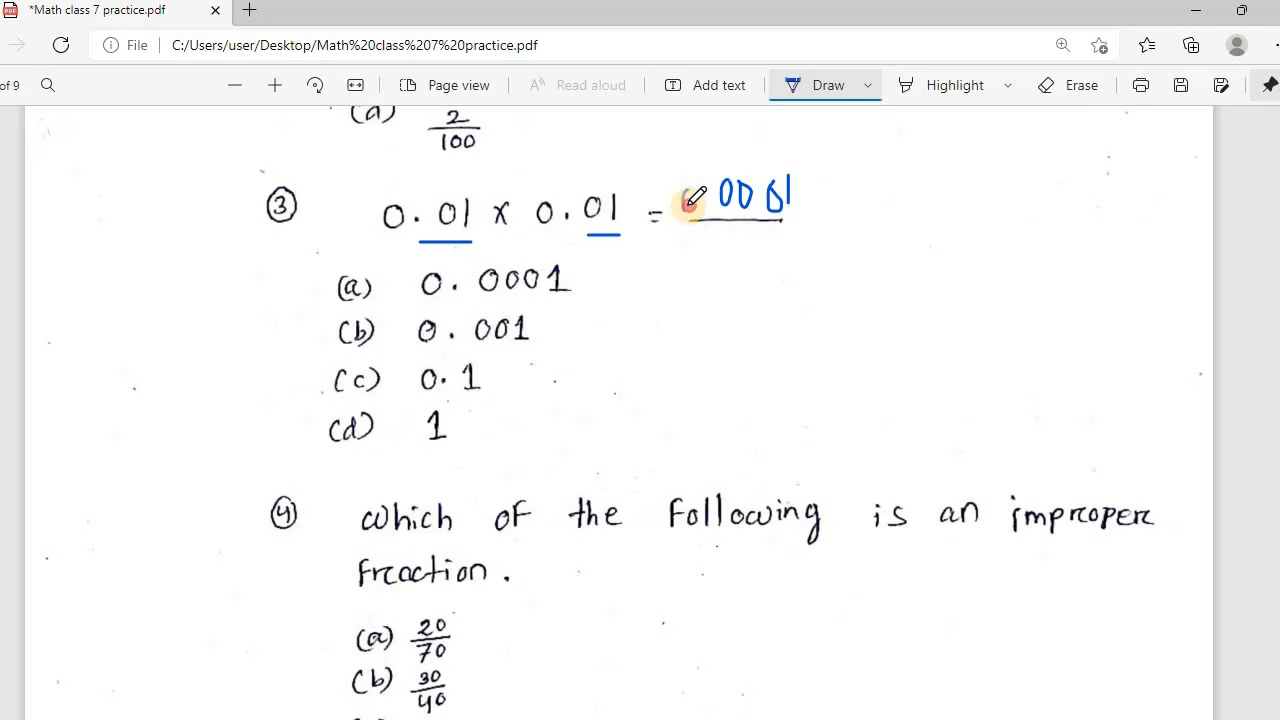 *Math class 7 practice.pdf
File C:/Users/user/Desktop/Math%20class%207%20practice.pdf
of 9 Page view Read aloud Add text Draw Highlight Erase
(d) 2/100
③ 0.01 x 0.01 = 0001
(a) 0.0001
(b) 0.001
(c) 0.1
(d) 1
④ Which of the following is an improper
fraction.
(a) 20/70
(b) 30/40